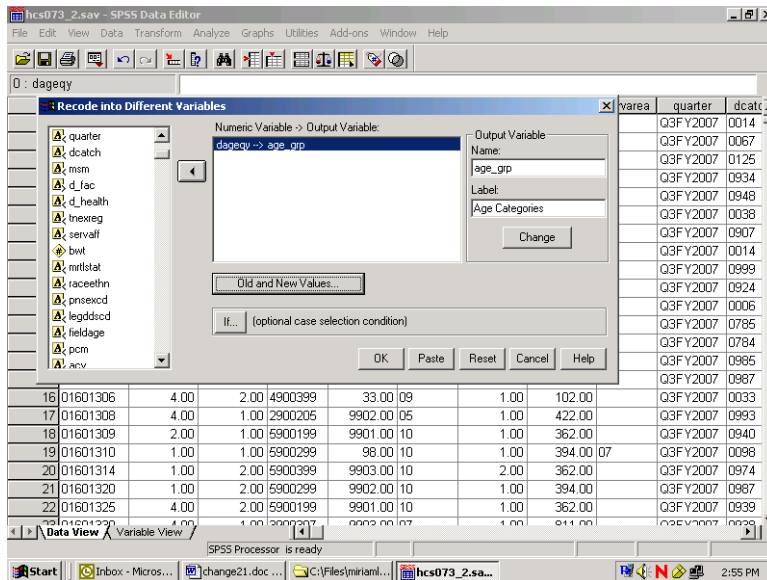 hcs073_2.sav - SPSS Data Editor
File Edit View Data Transform Analyze Graphs Utilities Add-ons Window Help
0 : dageqy
Recode into Different Variables
quarter
dcatch
msm
d_fac
d_health
tnexreg
servaff
bwt
mrtlstat
raceethn
pnsexcd
legddscd
fieldage
pcm
acv
Numeric Variable -> Output Variable:
dageqy --> age_grp
Output Variable
Name:
age_grp
Label:
Age Categories
Change
Old and New Values...
If... (optional case selection condition)
OK Paste Reset Cancel Help
varea quarter dcatc
Q3FY2007 0014
Q3FY2007 0067
Q3FY2007 0125
Q3FY2007 0934
Q3FY2007 0948
Q3FY2007 0038
Q3FY2007 0907
Q3FY2007 0014
Q3FY2007 0999
Q3FY2007 0924
Q3FY2007 0006
Q3FY2007 0785
Q3FY2007 0784
Q3FY2007 0985
Q3FY2007 0987
16 01601306 4.00 2.00 4900399 33.00 09 1.00 102.00 Q3FY2007 0033
17 01601308 4.00 1.00 2900205 9902.00 05 1.00 422.00 Q3FY2007 0993
18 01601309 2.00 1.00 5900199 9901.00 10 1.00 362.00 Q3FY2007 0940
19 01601310 1.00 1.00 5900299 98.00 10 1.00 394.00 07 Q3FY2007 0098
20 01601314 1.00 2.00 5900399 9903.00 10 2.00 362.00 Q3FY2007 0974
21 01601320 1.00 2.00 5900299 9902.00 10 1.00 394.00 Q3FY2007 0987
22 01601325 4.00 2.00 5900199 9901.00 10 1.00 362.00 Q3FY2007 0939
Data View Variable View
SPSS Processor is ready
Start Inbox - Micros... change21.doc ... C:\Files\miriaml... hcs073_2.sa... 2:55 PM